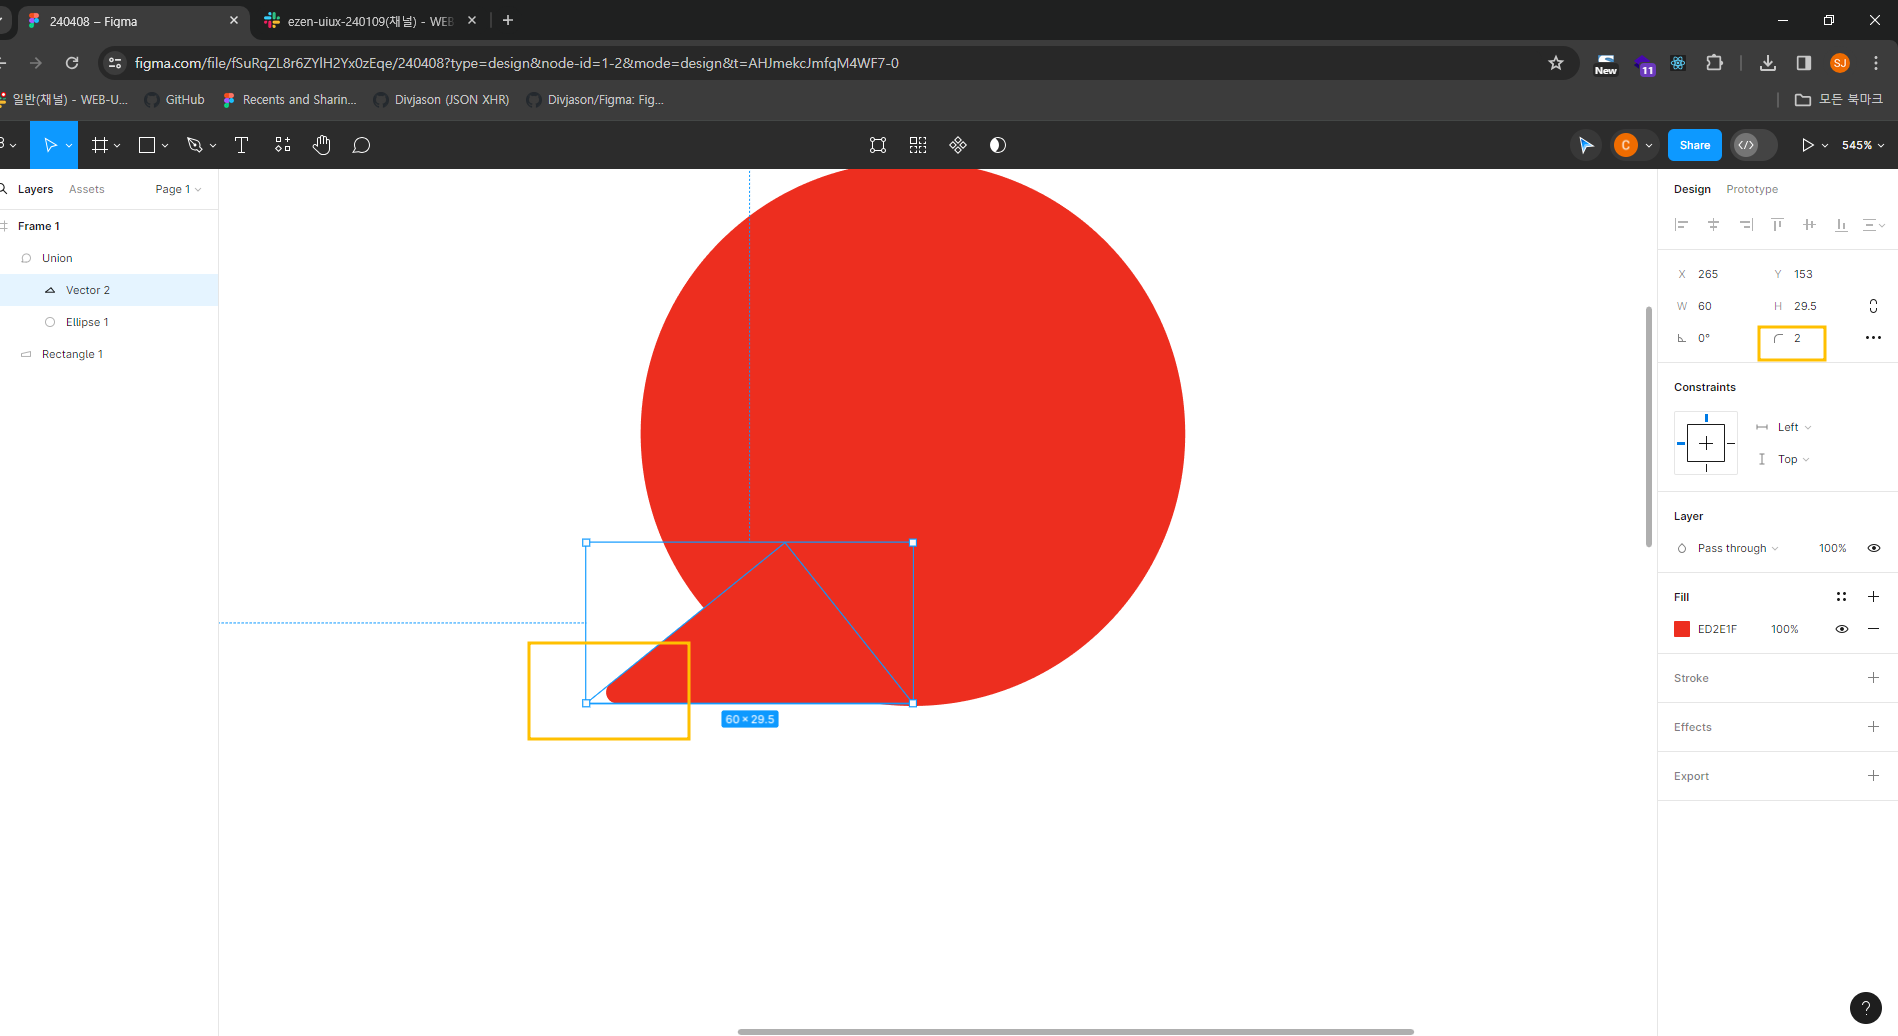 240408 – Figma
ezen-uiux-240109(채널) - WEB
figma.com/file/fSuRqZL8r6ZYlH2Yx0zEqe/240408?type=design&node-id=1-2&mode=design&t=AHJmekcJmfqM4WF7-0
New
11
SJ
일반(채널) - WEB-U...
GitHub
Recents and Sharin...
Divjason (JSON XHR)
Divjason/Figma: Fig...
모든 북마크
C
Share
545%
Layers
Assets
Page 1
Frame 1
Union
Vector 2
Ellipse 1
Rectangle 1
60 × 29.5
Design
Prototype
X 265
Y 153
W 60
H 29.5
0°
2
Constraints
Left
Top
Layer
Pass through
100%
Fill
ED2E1F
100%
Stroke
Effects
Export
?